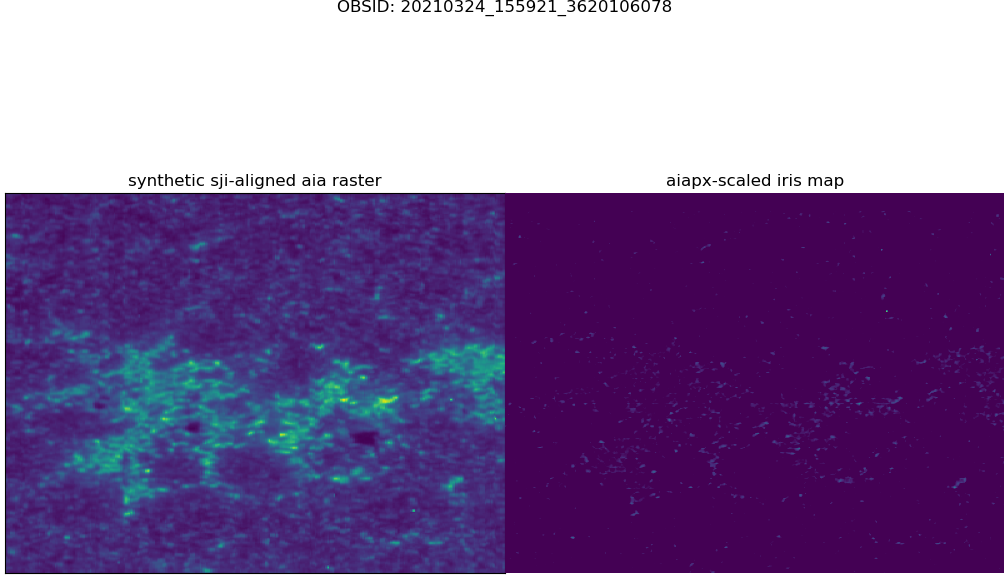 OBSID: 20210324_155921_3620106078
synthetic sji-aligned aia raster
aiapx-scaled iris map